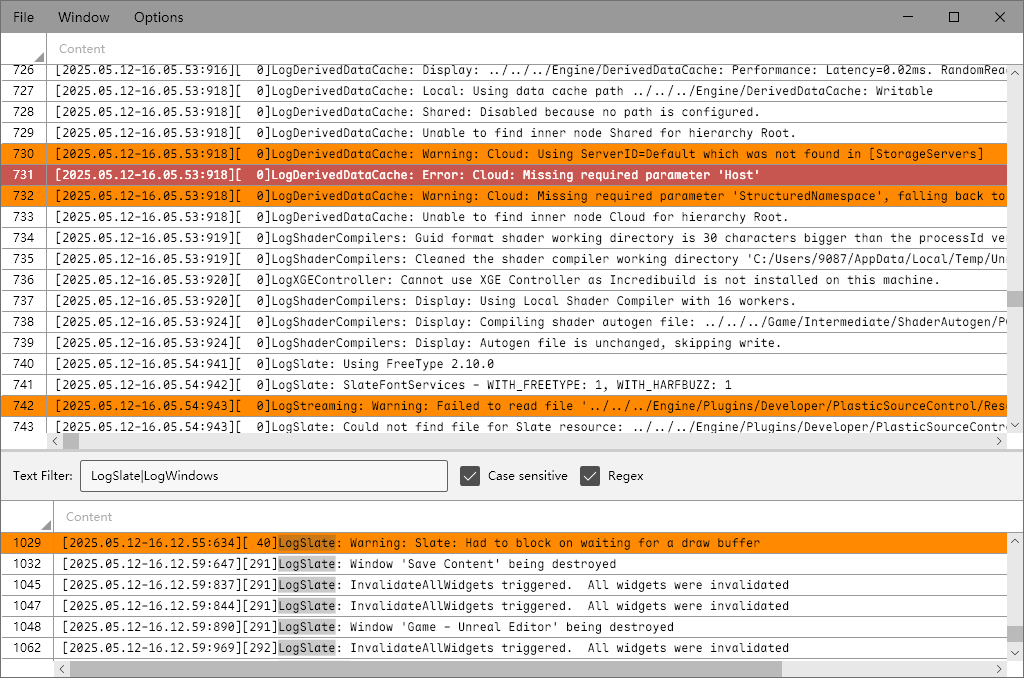 File Window Options
Content
726 [2025.05.12-16.05.53:916][  0]LogDerivedDataCache: Display: ../../../Engine/DerivedDataCache: Performance: Latency=0.02ms. RandomRea
727 [2025.05.12-16.05.53:918][  0]LogDerivedDataCache: Local: Using data cache path ../../../Engine/DerivedDataCache: Writable
728 [2025.05.12-16.05.53:918][  0]LogDerivedDataCache: Shared: Disabled because no path is configured.
729 [2025.05.12-16.05.53:918][  0]LogDerivedDataCache: Unable to find inner node Shared for hierarchy Root.
730 [2025.05.12-16.05.53:918][  0]LogDerivedDataCache: Warning: Cloud: Using ServerID=Default which was not found in [StorageServers]
731 [2025.05.12-16.05.53:918][  0]LogDerivedDataCache: Error: Cloud: Missing required parameter 'Host'
732 [2025.05.12-16.05.53:918][  0]LogDerivedDataCache: Warning: Cloud: Missing required parameter 'StructuredNamespace', falling back to
733 [2025.05.12-16.05.53:918][  0]LogDerivedDataCache: Unable to find inner node Cloud for hierarchy Root.
734 [2025.05.12-16.05.53:919][  0]LogShaderCompilers: Guid format shader working directory is 30 characters bigger than the processId ve
735 [2025.05.12-16.05.53:919][  0]LogShaderCompilers: Cleaned the shader compiler working directory 'C:/Users/9087/AppData/Local/Temp/Un
736 [2025.05.12-16.05.53:920][  0]LogXGEController: Cannot use XGE Controller as Incredibuild is not installed on this machine.
737 [2025.05.12-16.05.53:920][  0]LogShaderCompilers: Display: Using Local Shader Compiler with 16 workers.
738 [2025.05.12-16.05.53:924][  0]LogShaderCompilers: Display: Compiling shader autogen file: ../../../Game/Intermediate/ShaderAutogen/P
739 [2025.05.12-16.05.53:924][  0]LogShaderCompilers: Display: Autogen file is unchanged, skipping write.
740 [2025.05.12-16.05.54:941][  0]LogSlate: Using FreeType 2.10.0
741 [2025.05.12-16.05.54:942][  0]LogSlate: SlateFontServices - WITH_FREETYPE: 1, WITH_HARFBUZZ: 1
742 [2025.05.12-16.05.54:943][  0]LogStreaming: Warning: Failed to read file '../../../Engine/Plugins/Developer/PlasticSourceControl/Res
743 [2025.05.12-16.05.54:943][  0]LogSlate: Could not find file for Slate resource: ../../../Engine/Plugins/Developer/PlasticSourceContr
Text Filter: LogSlate|LogWindows Case sensitive Regex
Content
1029 [2025.05.12-16.12.55:634][ 40]LogSlate: Warning: Slate: Had to block on waiting for a draw buffer
1032 [2025.05.12-16.12.59:647][291]LogSlate: Window 'Save Content' being destroyed
1045 [2025.05.12-16.12.59:837][291]LogSlate: InvalidateAllWidgets triggered.  All widgets were invalidated
1047 [2025.05.12-16.12.59:844][291]LogSlate: InvalidateAllWidgets triggered.  All widgets were invalidated
1048 [2025.05.12-16.12.59:890][291]LogSlate: Window 'Game - Unreal Editor' being destroyed
1062 [2025.05.12-16.12.59:969][292]LogSlate: InvalidateAllWidgets triggered.  All widgets were invalidated